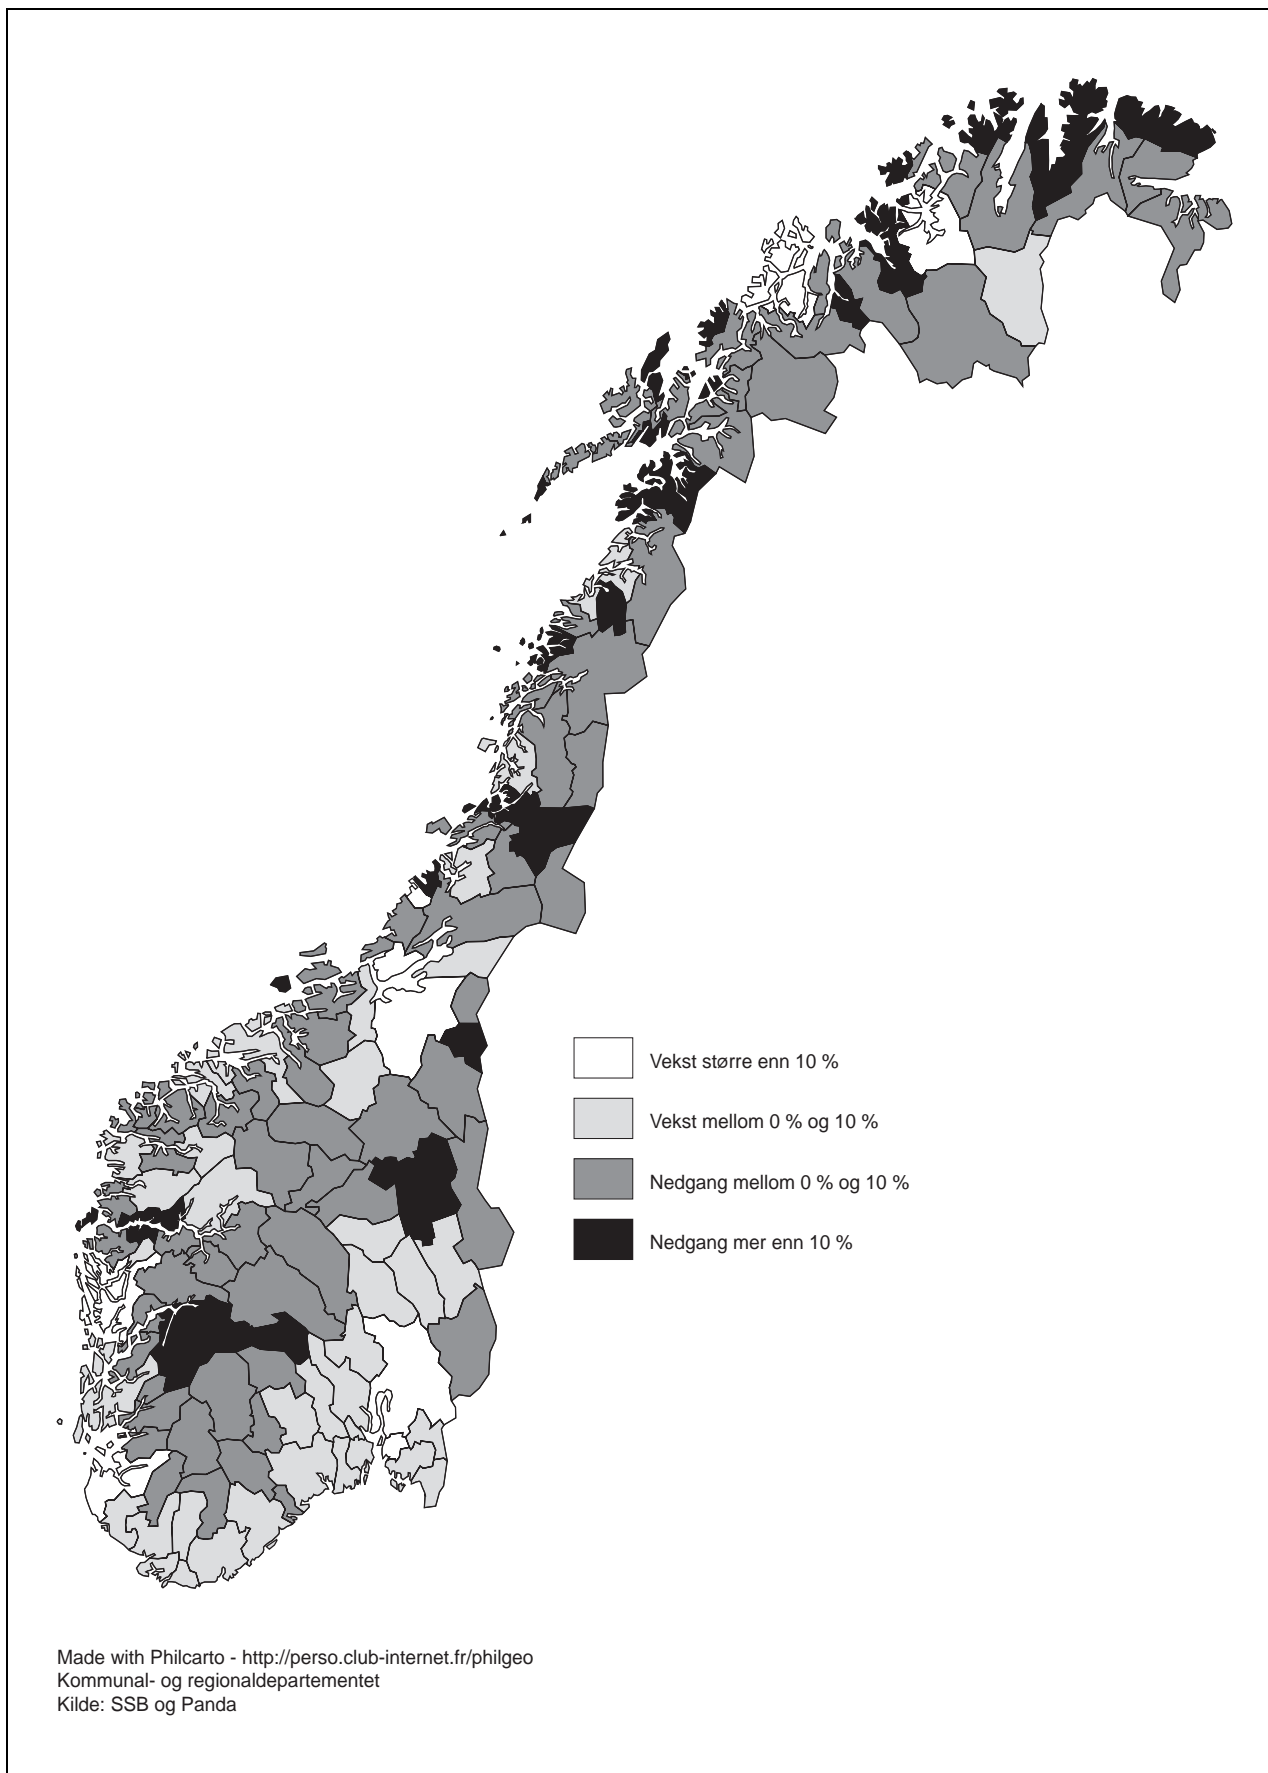 Vekst større enn 10 %
Vekst mellom 0 % og 10 %
Nedgang mellom 0 % og 10 %
Nedgang mer enn 10 %
Made with Philcarto - http://perso.club-internet.fr/philgeo
Kommunal- og regionaldepartementet
Kilde: SSB og Panda